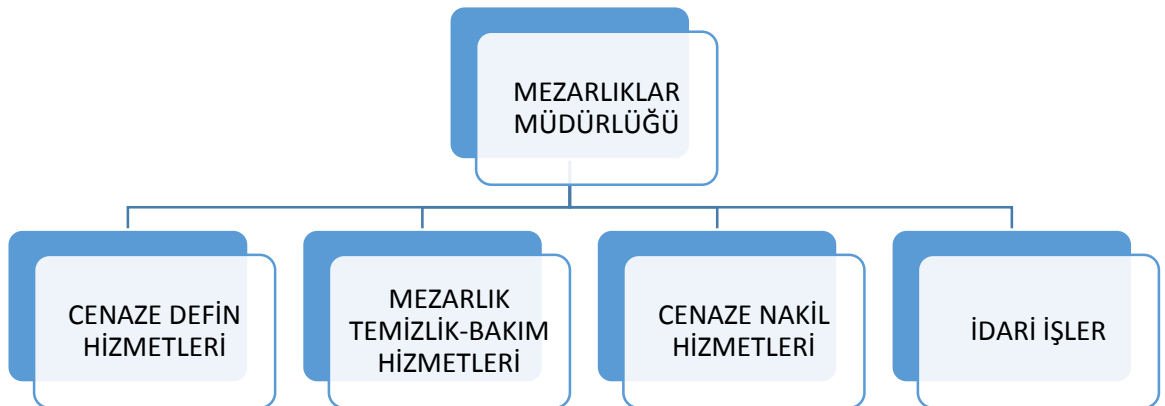 MEZARLIKLAR
MÜDÜRLÜĞÜ
CENAZE DEFİN
HİZMETLERİ
MEZARLIK
TEMİZLİK-BAKIM
HİZMETLERİ
CENAZE NAKİL
HİZMETLERİ
İDARİ İŞLER